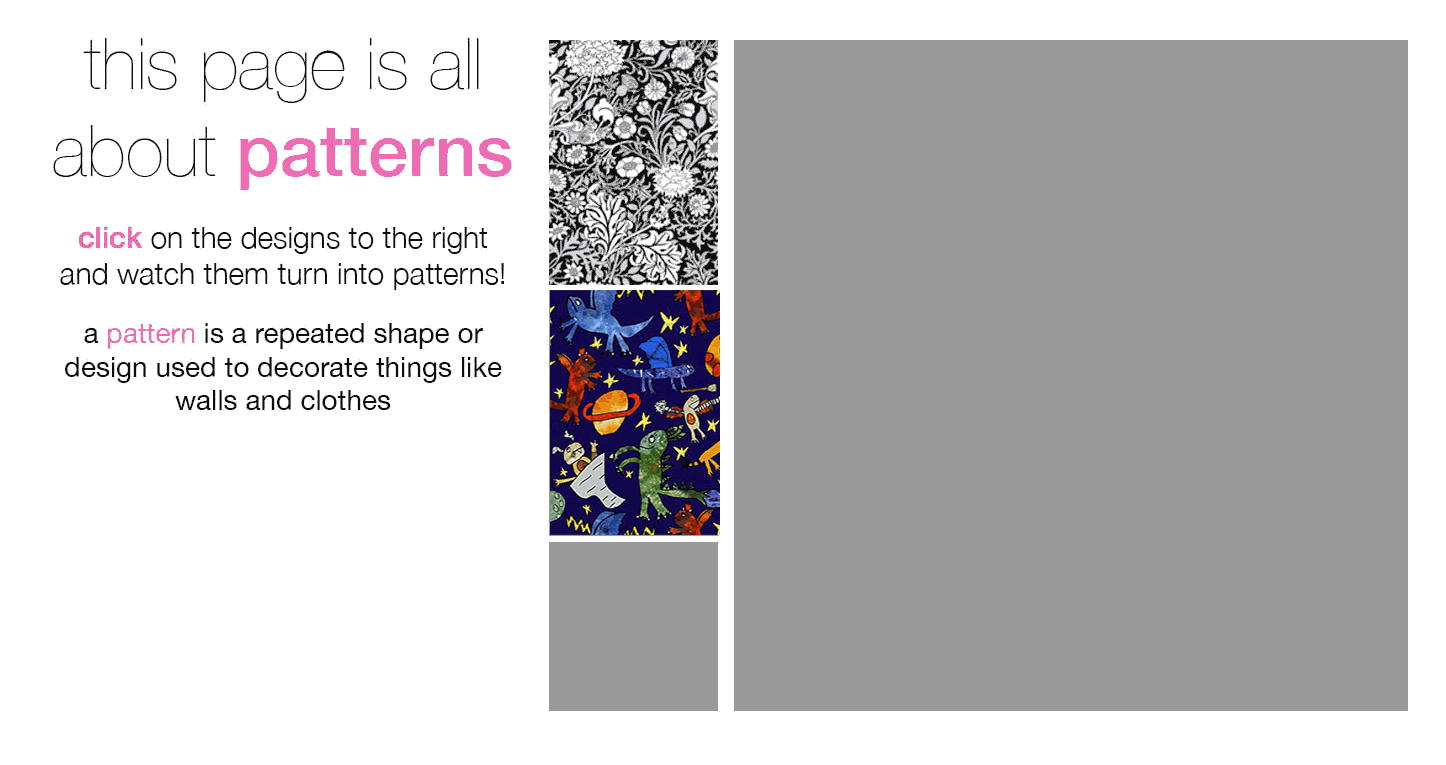 this page is all
about patterns
click on the designs to the right
and watch them turn into patterns!
a pattern is a repeated shape or
design used to decorate things like
walls and clothes